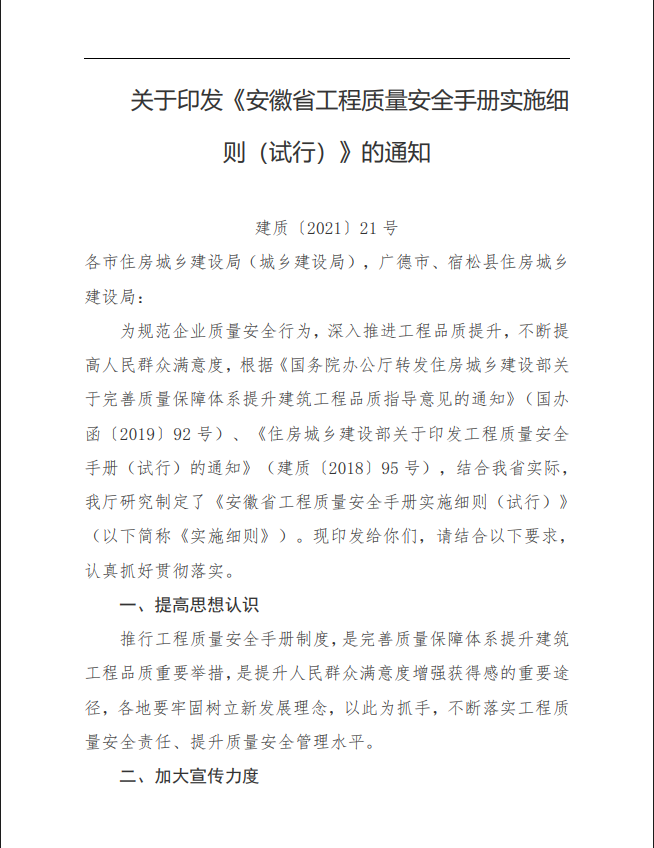 关于印发《安徽省工程质量安全手册实施细
则（试行）》的通知
建质〔2021〕21 号
各市住房城乡建设局（城乡建设局），广德市、宿松县住房城乡
建设局：
为规范企业质量安全行为，深入推进工程品质提升，不断提
高人民群众满意度，根据《国务院办公厅转发住房城乡建设部关
于完善质量保障体系提升建筑工程品质指导意见的通知》（国办
函〔2019〕92 号）、《住房城乡建设部关于印发工程质量安全
手册（试行）的通知》（建质〔2018〕95 号），结合我省实际，
我厅研究制定了《安徽省工程质量安全手册实施细则（试行）》
（以下简称《实施细则》）。现印发给你们，请结合以下要求，
认真抓好贯彻落实。
一、提高思想认识
推行工程质量安全手册制度，是完善质量保障体系提升建筑
工程品质重要举措，是提升人民群众满意度增强获得感的重要途
径，各地要牢固树立新发展理念，以此为抓手，不断落实工程质
量安全责任、提升质量安全管理水平。
二、加大宣传力度